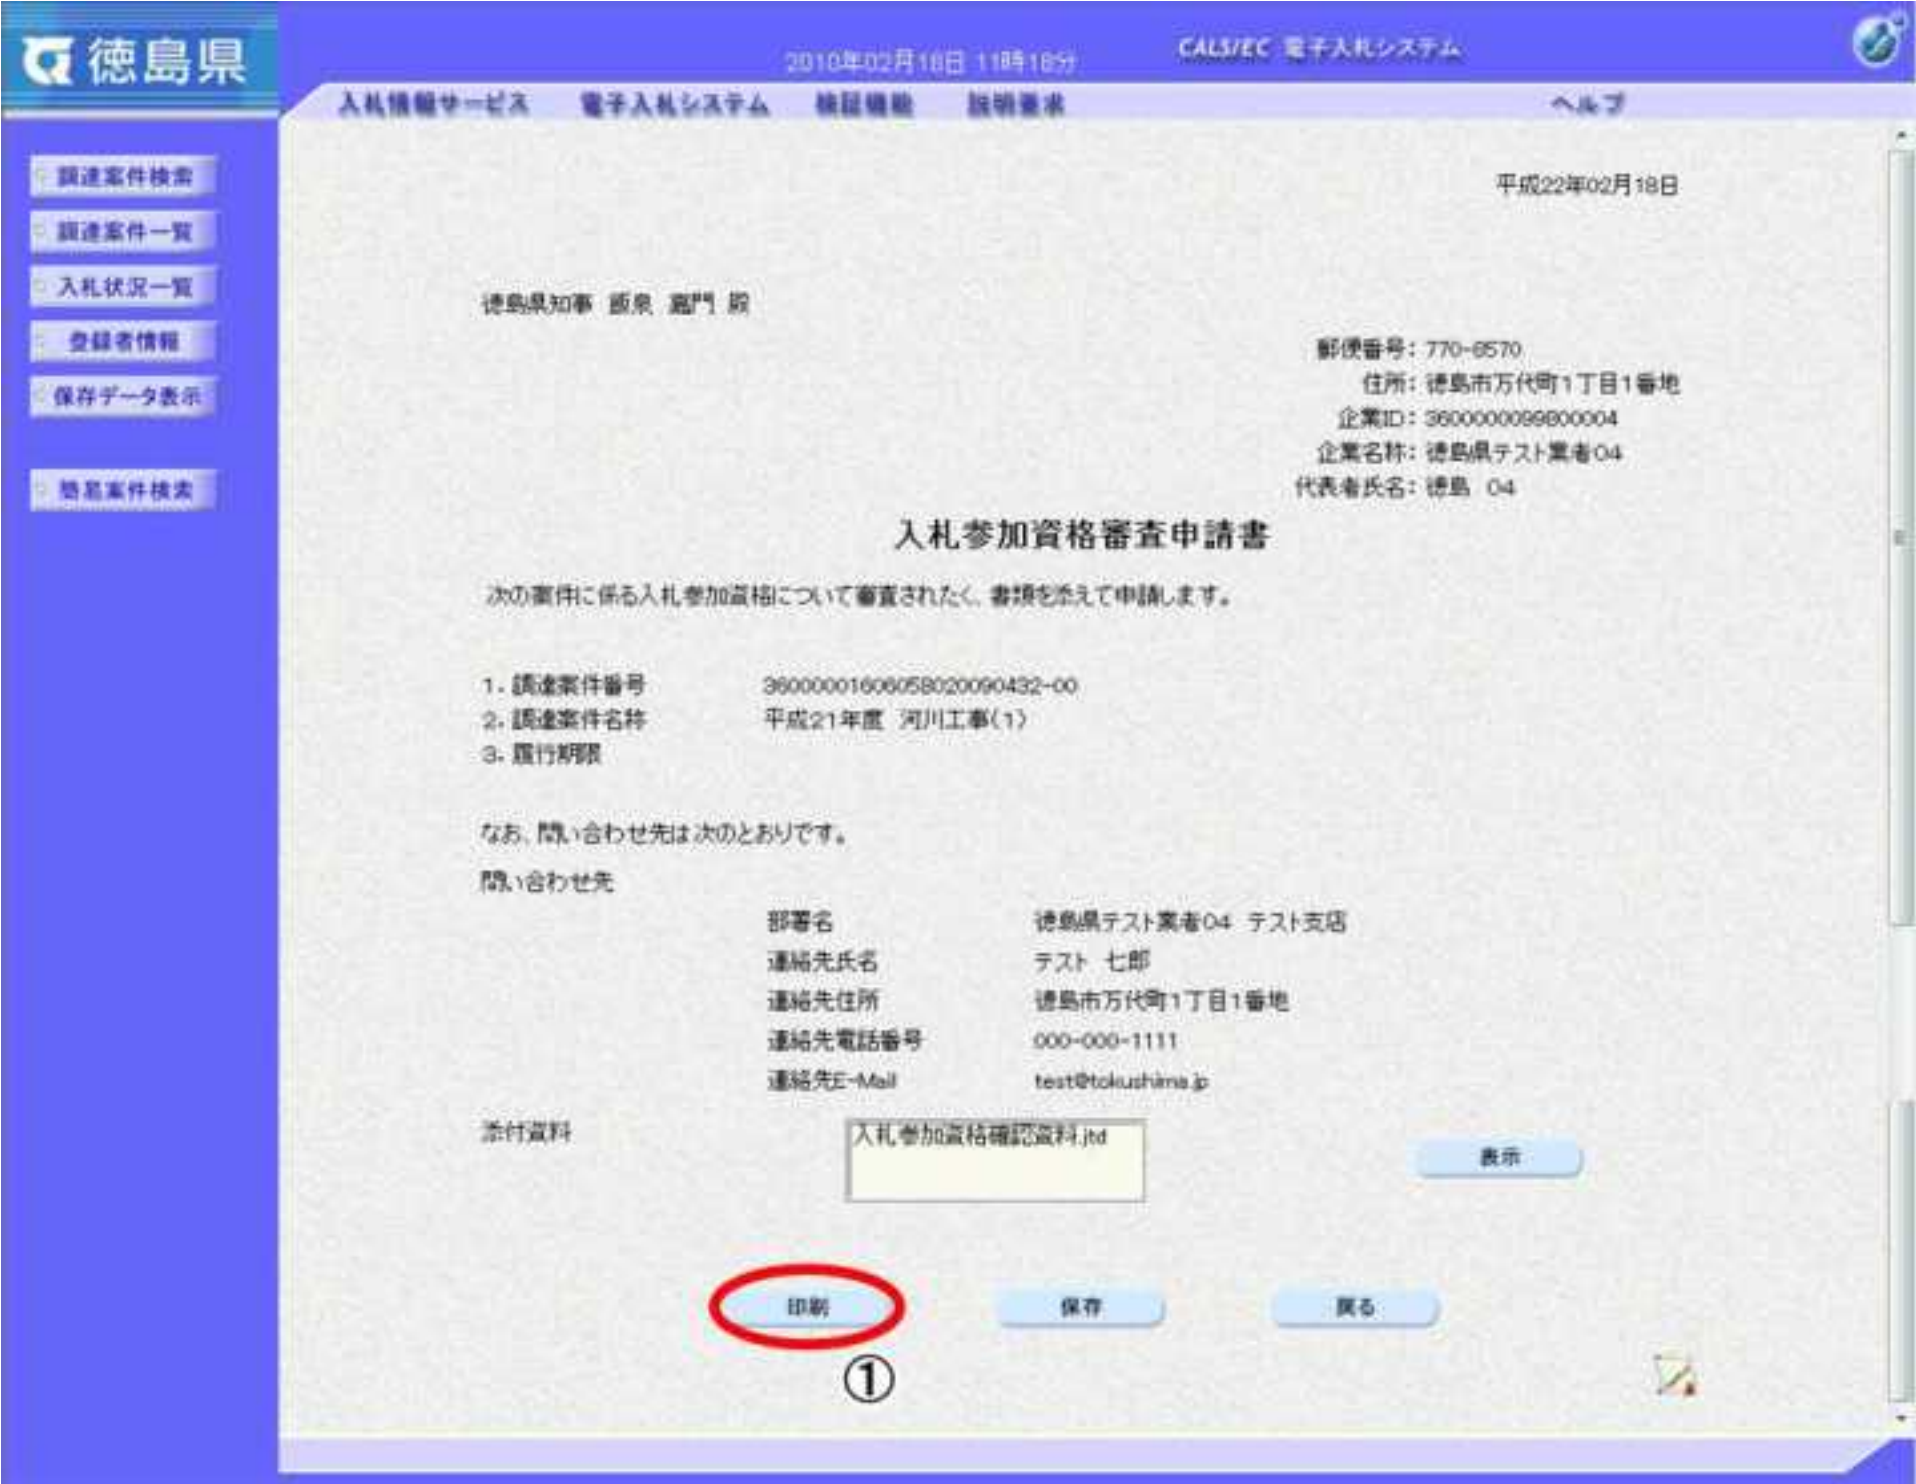 徳島県
2010年02月18日 11時18分
CALS/EC 電子入札システム
入札情報サービス 電子入札システム 検証機能 説明要求 ヘルプ
調達案件検索
調達案件一覧
入札状況一覧
登録者情報
保存データ表示
簡易案件検索
平成22年02月18日
徳島県知事 飯泉 嘉門 殿
郵便番号：770-8570
住所：徳島市万代町1丁目1番地
企業ID：3600000099800004
企業名称：徳島県テスト業者04
代表者氏名：徳島 04
入札参加資格審査申請書
次の案件に係る入札参加資格について審査されたく、書類を添えて申請します。
1．調達案件番号 36000001606058020090432-00
2．調達案件名称 平成21年度 河川工事(1)
3．履行期限
なお、問い合わせ先は次のとおりです。
問い合わせ先
部署名 徳島県テスト業者04 テスト支店
連絡先氏名 テスト 七郎
連絡先住所 徳島市万代町1丁目1番地
連絡先電話番号 000-000-1111
連絡先E-Mail test@tokushima.jp
添付資料 入札参加資格確認資料.jtd 表示
印刷 保存 戻る
①